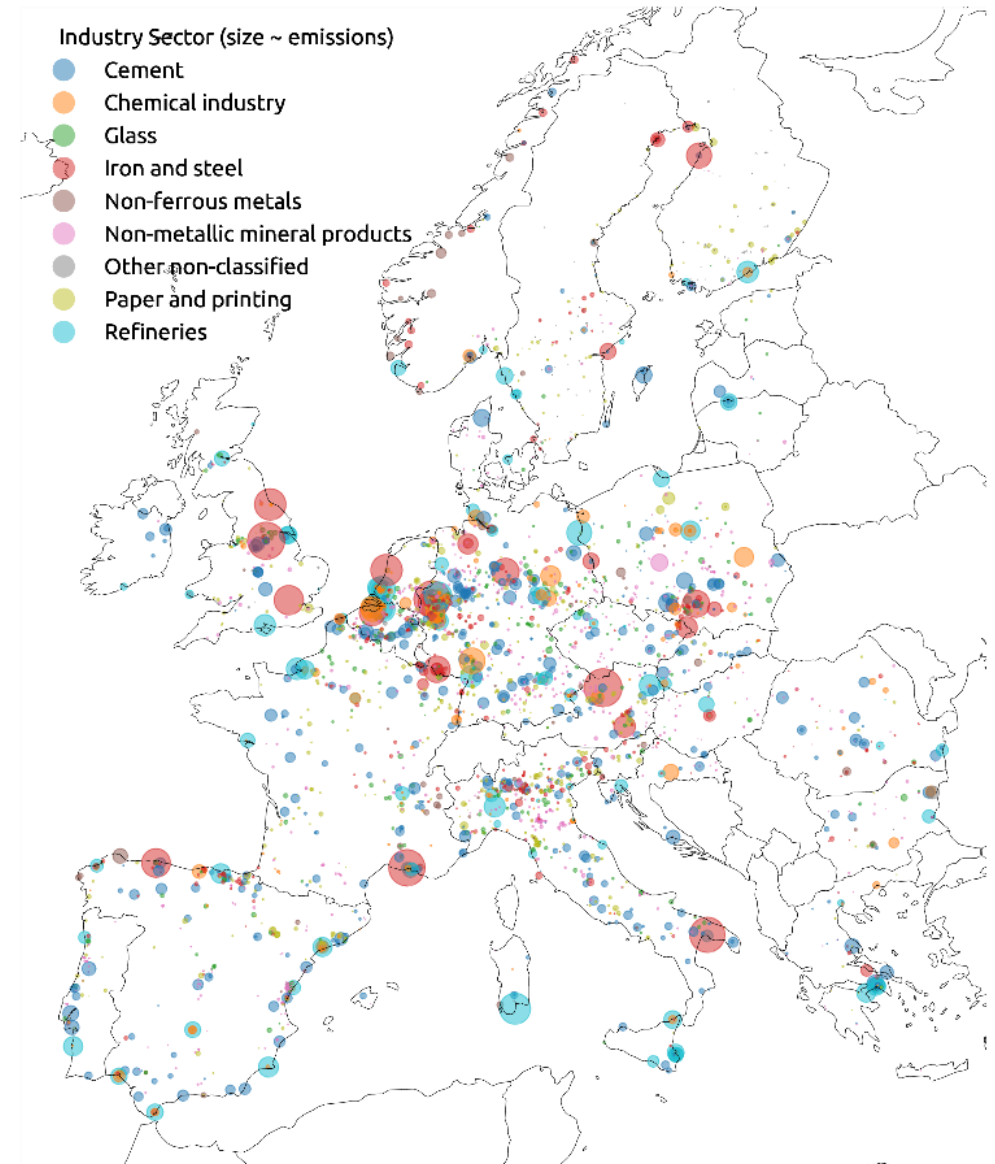 Industry Sector (size ~ emissions)
Cement
Chemical industry
Glass
Iron and steel
Non-ferrous metals
Non-metallic mineral products
Other non-classified
Paper and printing
Refineries